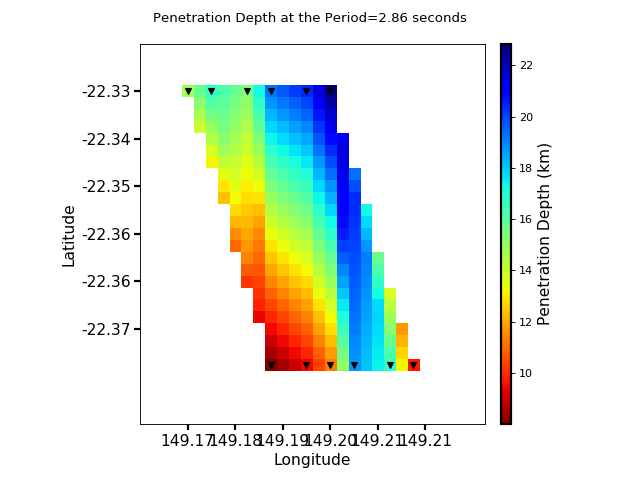 Penetration Depth at the Period=2.86 seconds
-22.33
-22.34
-22.35
-22.36
-22.36
-22.37
Latitude
149.17 149.18 149.19 149.20 149.21 149.21
Longitude
22
20
18
16
14
12
10
Penetration Depth (km)